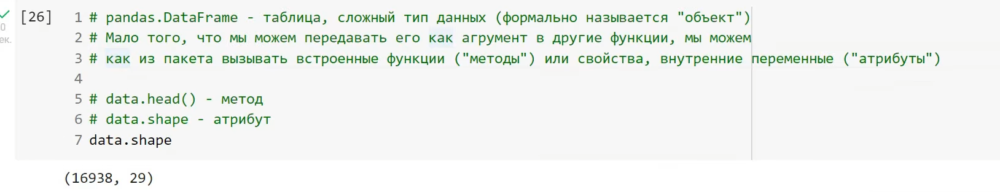 [26]
0
ек.
1 # pandas.DataFrame - таблица, сложный тип данных (формально называется "объект")
2 # Мало того, что мы можем передавать его как агрумент в другие функции, мы можем
3 # как из пакета вызывать встроенные функции ("методы") или свойства, внутренние переменные ("атрибуты")
4
5 # data.head() - метод
6 # data.shape - атрибут
7 data.shape
(16938, 29)